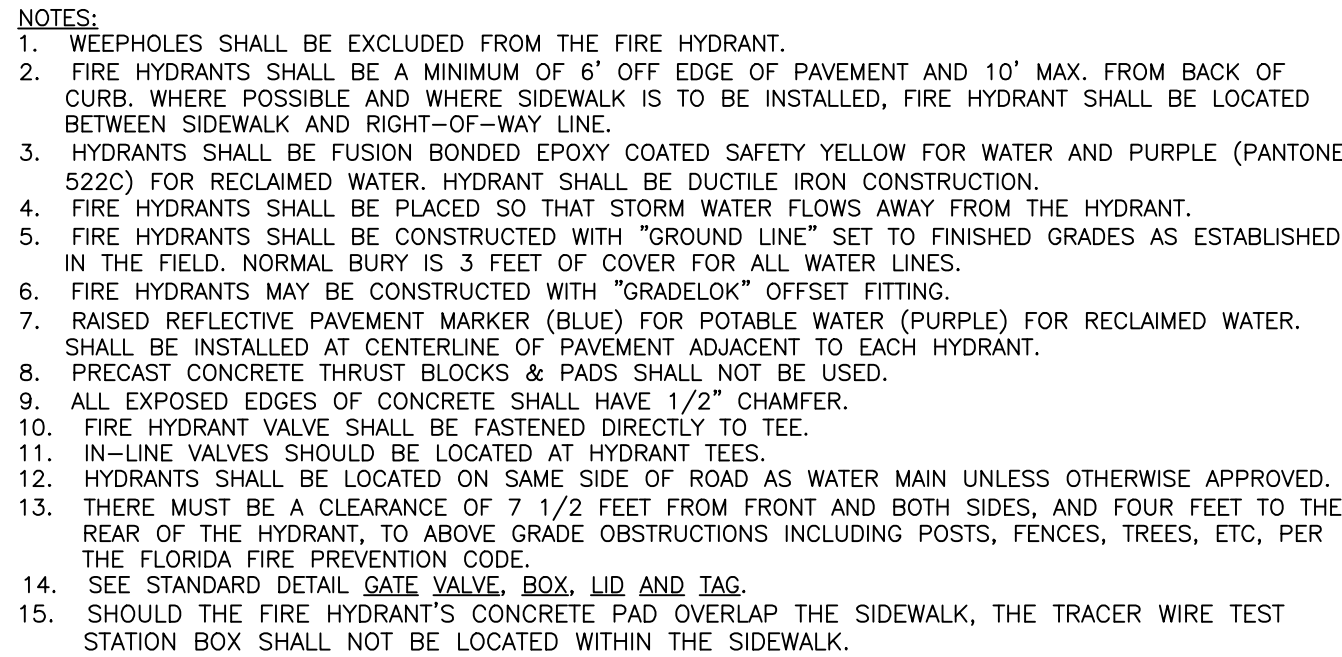 NOTES:
1. WEEPHOLES SHALL BE EXCLUDED FROM THE FIRE HYDRANT.
2. FIRE HYDRANTS SHALL BE A MINIMUM OF 6' OFF EDGE OF PAVEMENT AND 10' MAX. FROM BACK OF
CURB. WHERE POSSIBLE AND WHERE SIDEWALK IS TO BE INSTALLED, FIRE HYDRANT SHALL BE LOCATED
BETWEEN SIDEWALK AND RIGHT-OF-WAY LINE.
3. HYDRANTS SHALL BE FUSION BONDED EPOXY COATED SAFETY YELLOW FOR WATER AND PURPLE (PANTONE
522C) FOR RECLAIMED WATER. HYDRANT SHALL BE DUCTILE IRON CONSTRUCTION.
4. FIRE HYDRANTS SHALL BE PLACED SO THAT STORM WATER FLOWS AWAY FROM THE HYDRANT.
5. FIRE HYDRANTS SHALL BE CONSTRUCTED WITH "GROUND LINE" SET TO FINISHED GRADES AS ESTABLISHED
IN THE FIELD. NORMAL BURY IS 3 FEET OF COVER FOR ALL WATER LINES.
6. FIRE HYDRANTS MAY BE CONSTRUCTED WITH "GRADELOK" OFFSET FITTING.
7. RAISED REFLECTIVE PAVEMENT MARKER (BLUE) FOR POTABLE WATER (PURPLE) FOR RECLAIMED WATER.
SHALL BE INSTALLED AT CENTERLINE OF PAVEMENT ADJACENT TO EACH HYDRANT.
8. PRECAST CONCRETE THRUST BLOCKS & PADS SHALL NOT BE USED.
9. ALL EXPOSED EDGES OF CONCRETE SHALL HAVE 1/2" CHAMFER.
10. FIRE HYDRANT VALVE SHALL BE FASTENED DIRECTLY TO TEE.
11. IN-LINE VALVES SHOULD BE LOCATED AT HYDRANT TEES.
12. HYDRANTS SHALL BE LOCATED ON SAME SIDE OF ROAD AS WATER MAIN UNLESS OTHERWISE APPROVED.
13. THERE MUST BE A CLEARANCE OF 7 1/2 FEET FROM FRONT AND BOTH SIDES, AND FOUR FEET TO THE
REAR OF THE HYDRANT, TO ABOVE GRADE OBSTRUCTIONS INCLUDING POSTS, FENCES, TREES, ETC, PER
THE FLORIDA FIRE PREVENTION CODE.
14. SEE STANDARD DETAIL GATE VALVE, BOX, LID AND TAG.
15. SHOULD THE FIRE HYDRANT'S CONCRETE PAD OVERLAP THE SIDEWALK, THE TRACER WIRE TEST
STATION BOX SHALL NOT BE LOCATED WITHIN THE SIDEWALK.